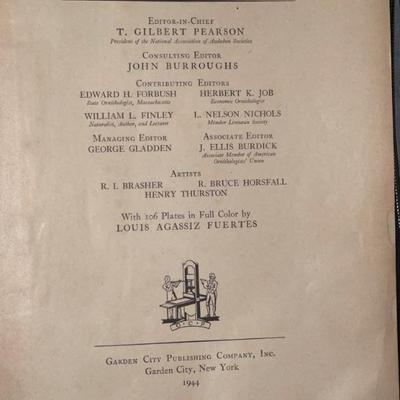 EDITOR-IN-CHIEF
T. GILBERT PEARSON
President of the National Association of Audubon Societies
CONSULTING EDITOR
JOHN BURROUGHS
CONTRIBUTING EDITORS
EDWARD H. FORBUSH HERBERT K. JOB
State Ornithologist, Massachusetts Economic Ornithologist
WILLIAM L. FINLEY L. NELSON NICHOLS
Naturalist, Author, and Lecturer Member Linnæan Society
MANAGING EDITOR ASSOCIATE EDITOR
GEORGE GLADDEN J. ELLIS BURDICK
Associate Member of American
Ornithologists' Union
ARTISTS
R. I. BRASHER R. BRUCE HORSFALL
HENRY THURSTON
With 106 Plates in Full Color by
LOUIS AGASSIZ FUERTES
D·C·P
GARDEN CITY PUBLISHING COMPANY, INC.
GARDEN CITY, NEW YORK
1944